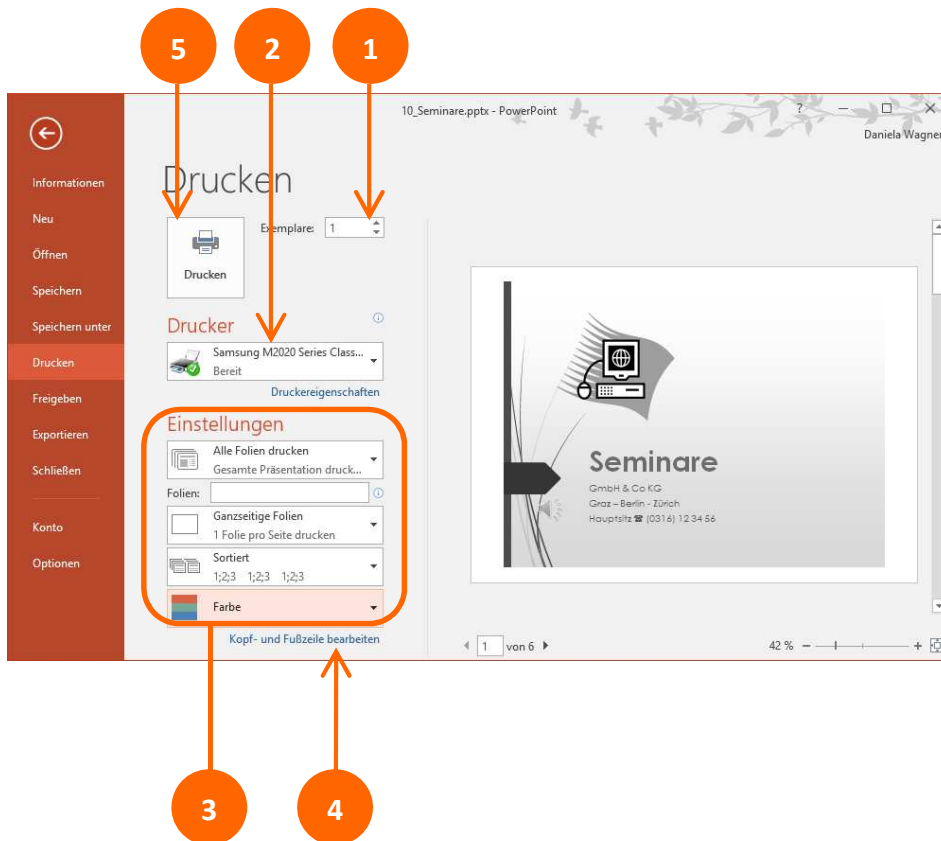 5 2 1
10_Seminare.pptx - PowerPoint
?
Daniela Wagner
Informationen
Neu
Öffnen
Speichern
Speichern unter
Drucken
Freigeben
Exportieren
Schließen
Konto
Optionen
Drucken
Drucken
Exemplare: 1
Drucker
Samsung M2020 Series Class...
Bereit
Druckereigenschaften
Einstellungen
Alle Folien drucken
Gesamte Präsentation druck...
Folien:
Ganzseitige Folien
1 Folie pro Seite drucken
Sortiert
1;2;3 1;2;3 1;2;3
Farbe
Kopf- und Fußzeile bearbeiten
Seminare
GmbH & Co KG
Graz – Berlin - Zürich
Hauptsitz ☎ (0316) 12 34 56
1 von 6
42 %
3 4